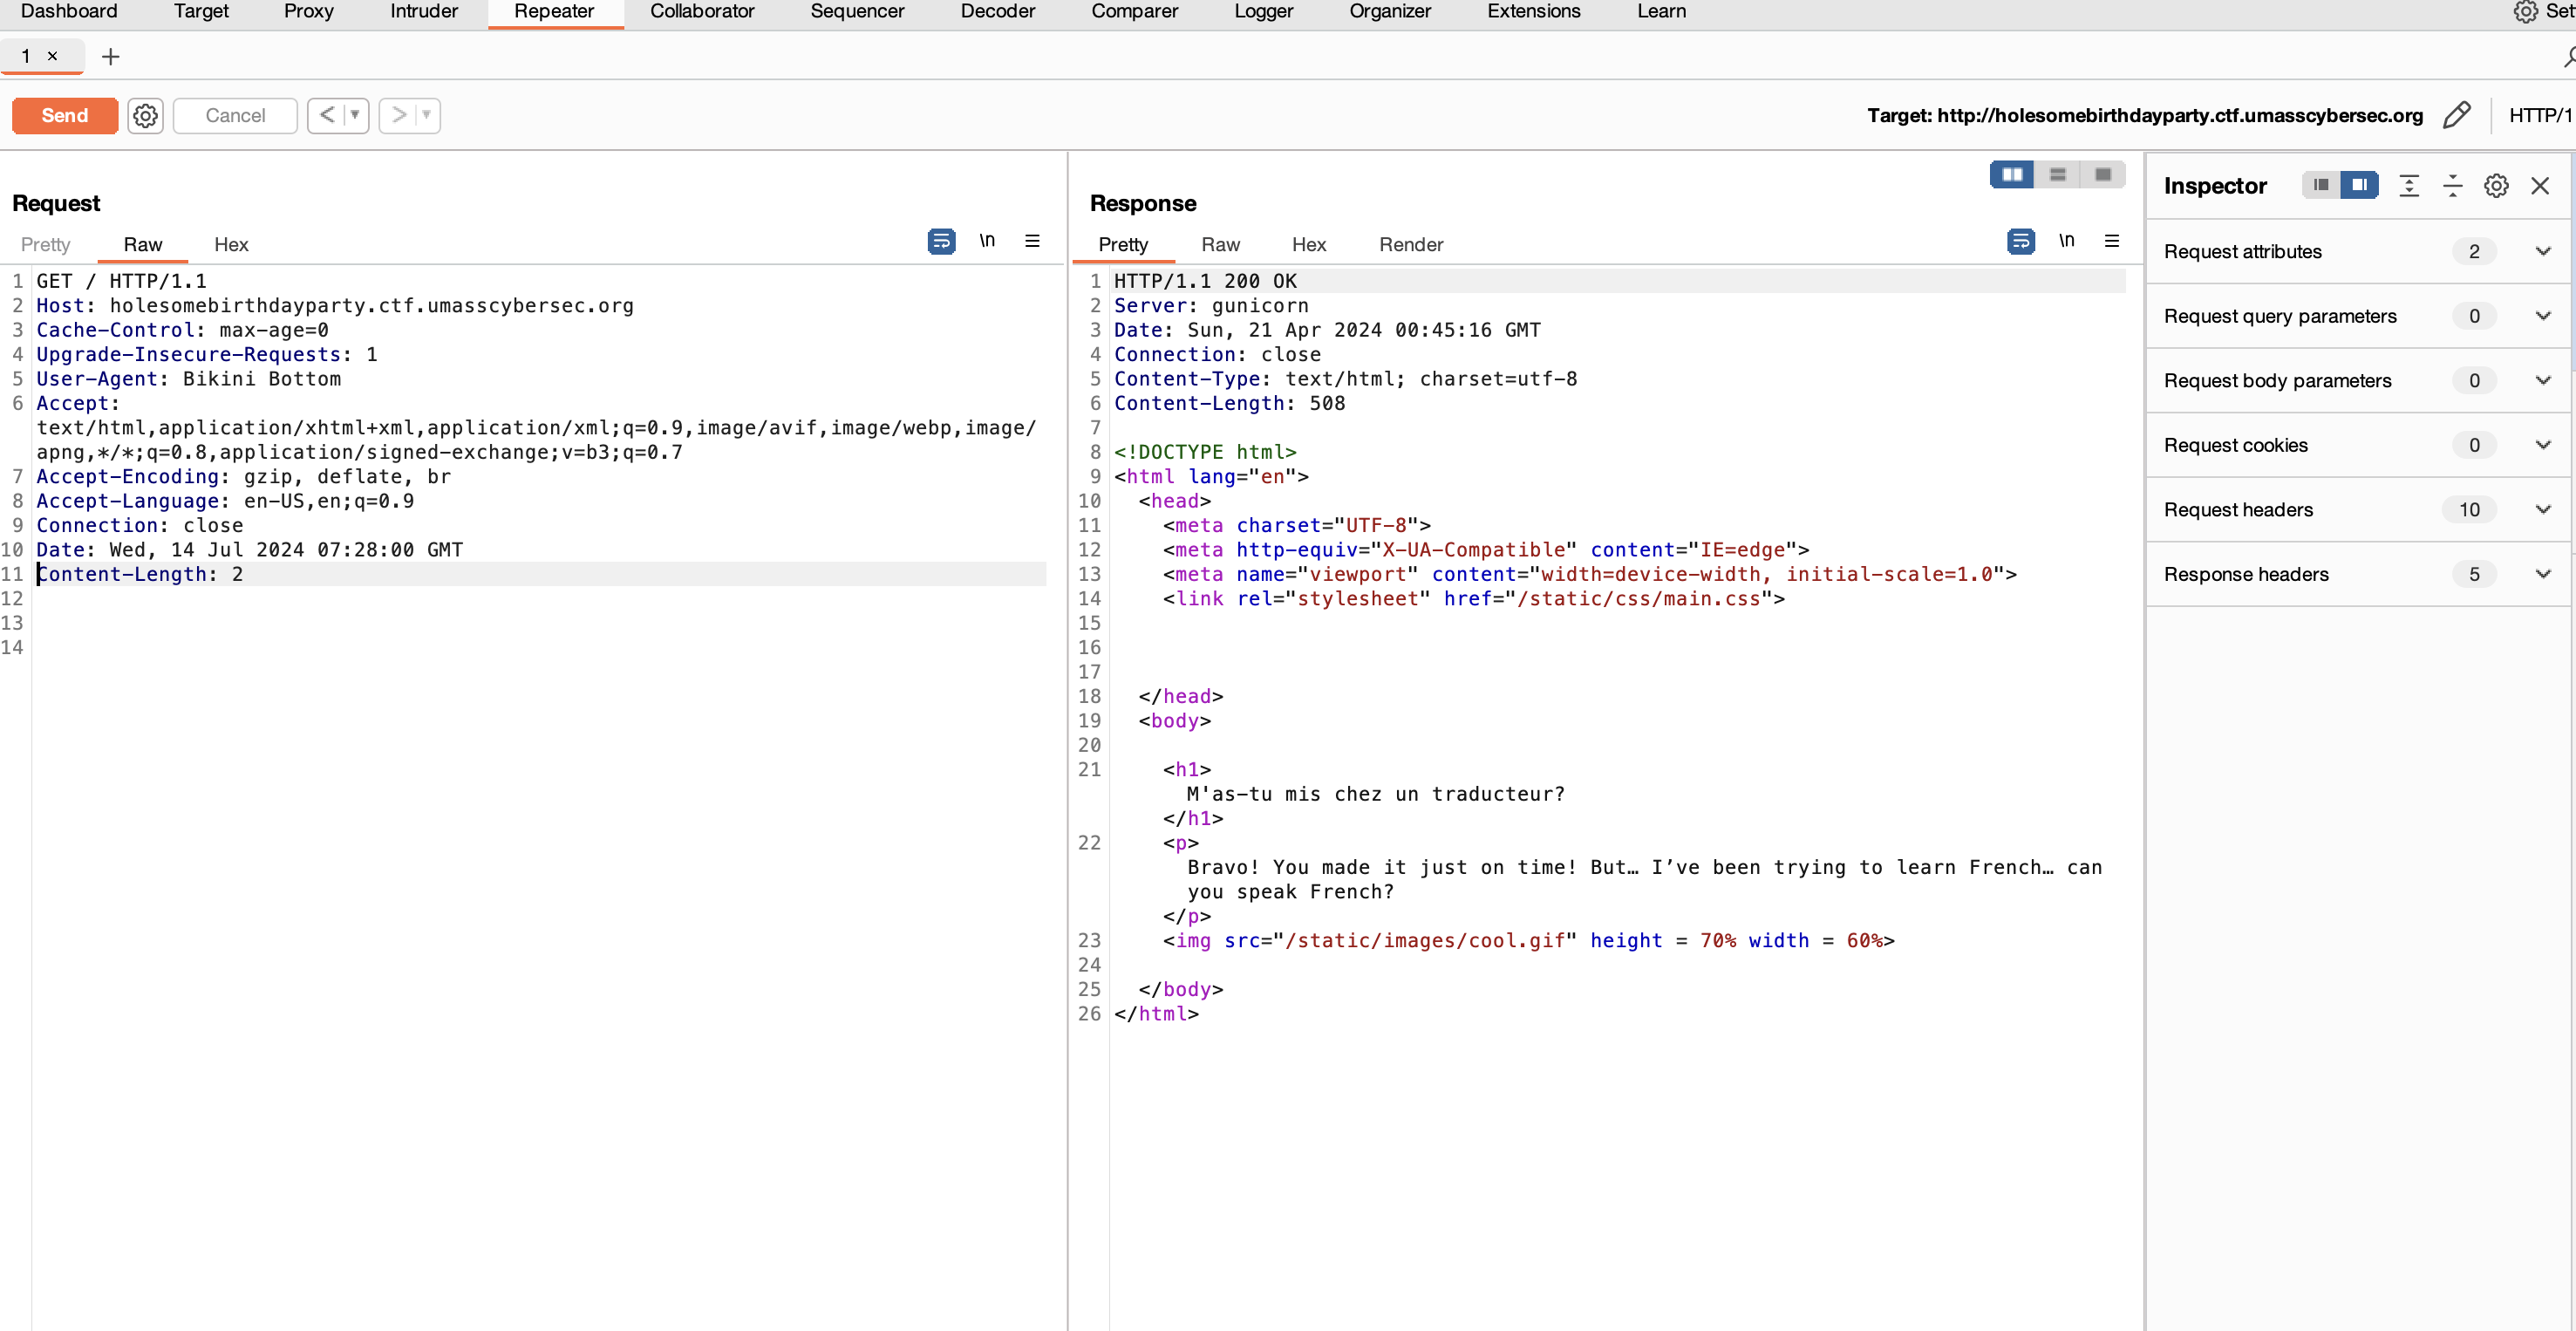 Dashboard Target Proxy Intruder Repeater Collaborator Sequencer Decoder Comparer Logger Organizer Extensions Learn
1 × +
Send Cancel < >
Target: http://holesomebirthdayparty.ctf.umasscybersec.org HTTP/1
Request
Pretty Raw Hex \n
1 GET / HTTP/1.1
2 Host: holesomebirthdayparty.ctf.umasscybersec.org
3 Cache-Control: max-age=0
4 Upgrade-Insecure-Requests: 1
5 User-Agent: Bikini Bottom
6 Accept:
text/html,application/xhtml+xml,application/xml;q=0.9,image/avif,image/webp,image/
apng,*/*;q=0.8,application/signed-exchange;v=b3;q=0.7
7 Accept-Encoding: gzip, deflate, br
8 Accept-Language: en-US,en;q=0.9
9 Connection: close
10 Date: Wed, 14 Jul 2024 07:28:00 GMT
11 Content-Length: 2
12
13
14
Response
Pretty Raw Hex Render \n
1 HTTP/1.1 200 OK
2 Server: gunicorn
3 Date: Sun, 21 Apr 2024 00:45:16 GMT
4 Connection: close
5 Content-Type: text/html; charset=utf-8
6 Content-Length: 508
7
8 <!DOCTYPE html>
9 <html lang="en">
10 <head>
11 <meta charset="UTF-8">
12 <meta http-equiv="X-UA-Compatible" content="IE=edge">
13 <meta name="viewport" content="width=device-width, initial-scale=1.0">
14 <link rel="stylesheet" href="/static/css/main.css">
15
16
17
18 </head>
19 <body>
20
21 <h1>
M'as-tu mis chez un traducteur?
</h1>
22 <p>
Bravo! You made it just on time! But… I’ve been trying to learn French… can
you speak French?
</p>
23 <img src="/static/images/cool.gif" height = 70% width = 60%>
24
25 </body>
26 </html>
Inspector
Request attributes 2
Request query parameters 0
Request body parameters 0
Request cookies 0
Request headers 10
Response headers 5